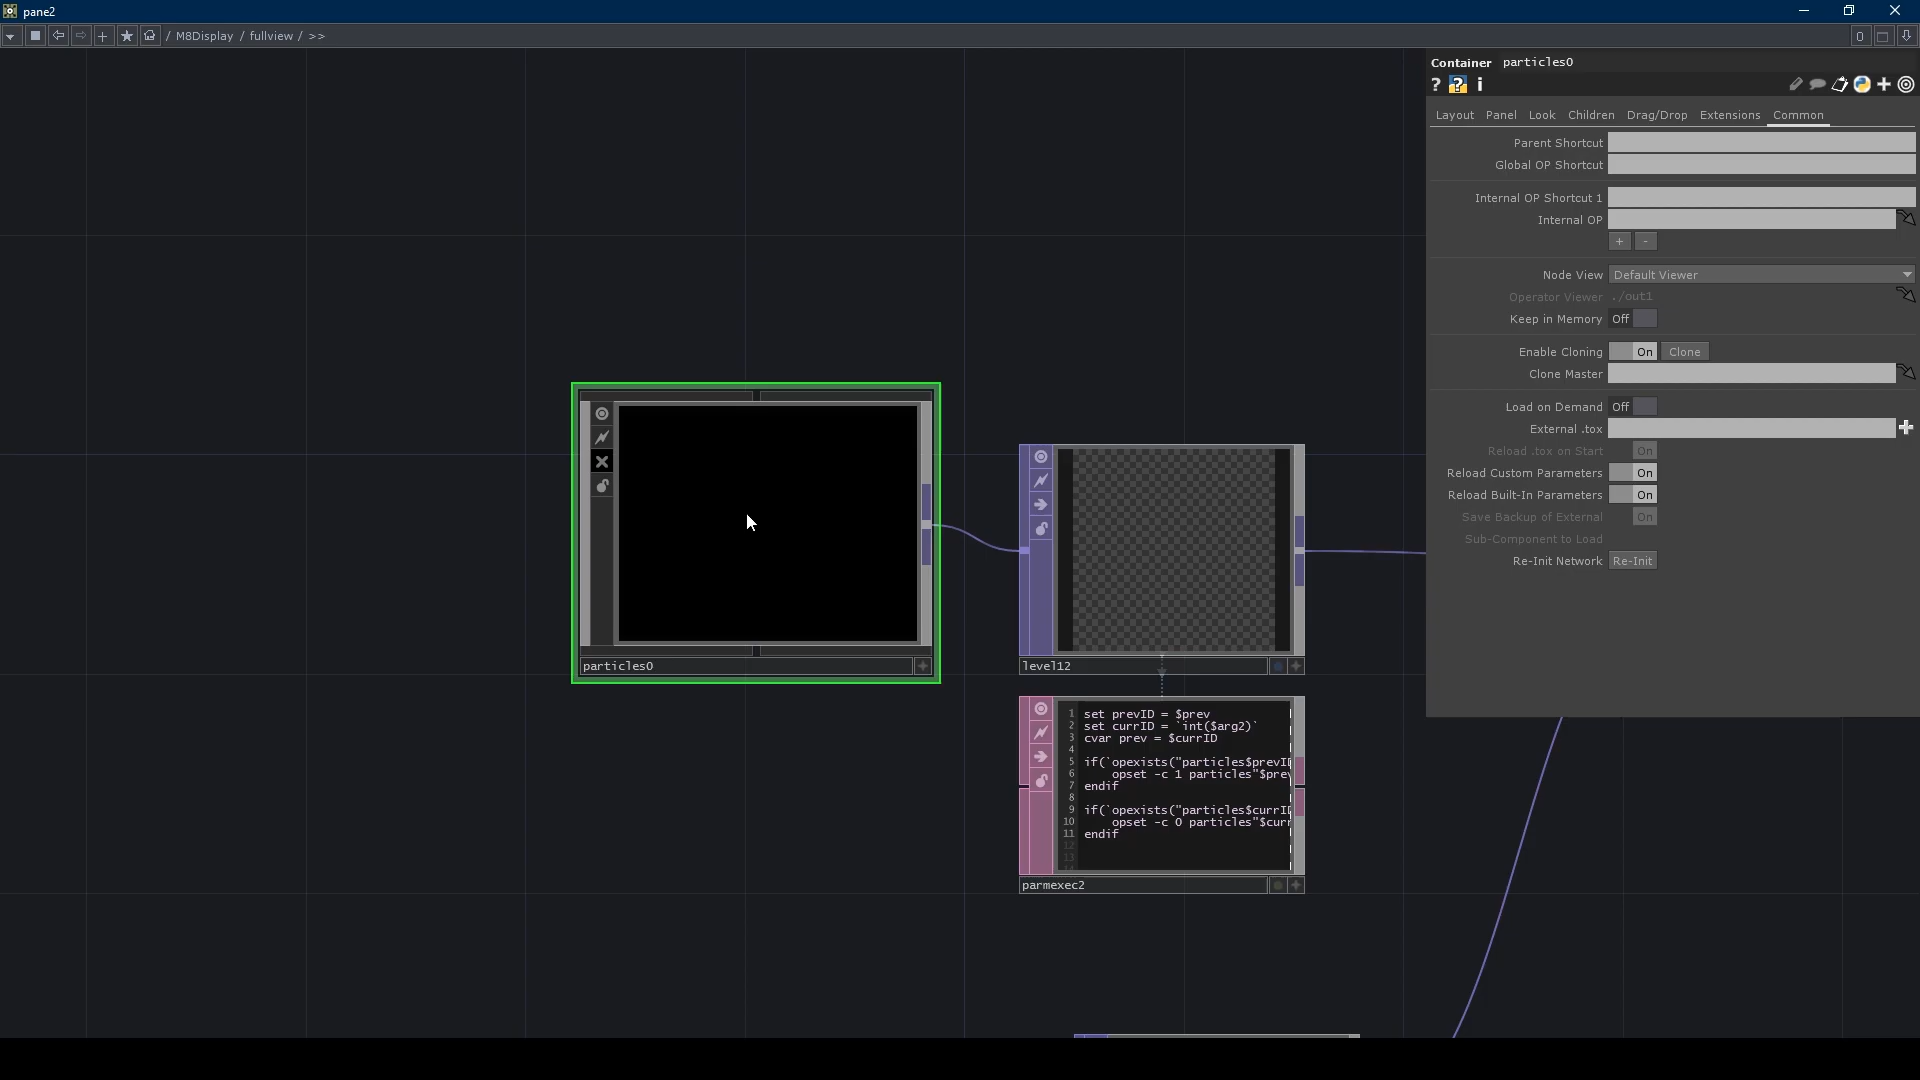 pane2
/ M8Display / fullview / >>
0
Container particles0
? ? i
Layout Panel Look Children Drag/Drop Extensions Common
Parent Shortcut
Global OP Shortcut
Internal OP Shortcut 1
Internal OP
+ -
Node View Default Viewer
Operator Viewer ./out1
Keep in Memory Off
Enable Cloning On Clone
Clone Master
Load on Demand Off
External .tox
Reload .tox on Start On
Reload Custom Parameters On
Reload Built-In Parameters On
Save Backup of External On
Sub-Component to Load
Re-Init Network Re-Init
particles0
level12
1 set prevID = $prev
2 set currID = `int($arg2)`
3 cvar prev = $currID
4
5 if(`opexists("particles$prevI
6 opset -c 1 particles"$prev
7 endif
8
9 if(`opexists("particles$currI
10 opset -c 0 particles"$curr
11 endif
12
13
parmexec2